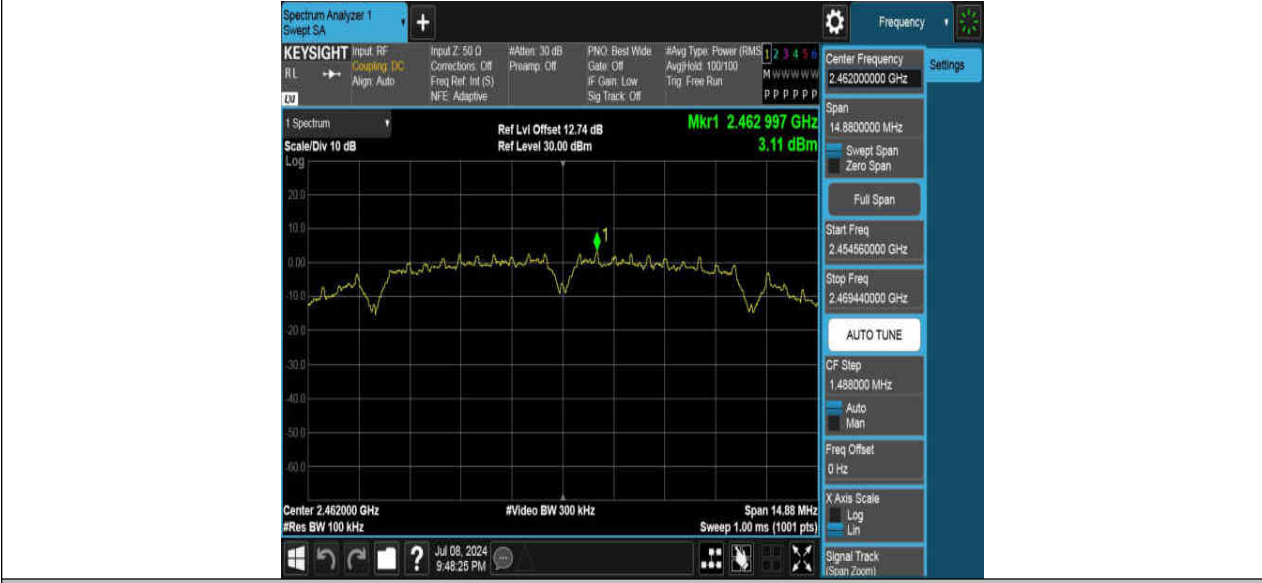 Spectrum Analyzer 1
Swept SA
+
Frequency
KEYSIGHT
RL
LXI
Input: RF
Coupling: DC
Align: Auto
Input Z: 50 Ω
Corrections: Off
Freq Ref: Int (S)
NFE: Adaptive
#Atten: 30 dB
Preamp: Off
PNO: Best Wide
Gate: Off
IF Gain: Low
Sig Track: Off
#Avg Type: Power (RMS
Avg|Hold: 100/100
Trig: Free Run
1 2 3 4 5 6
M W W W W W
P P P P P P
Center Frequency
2.462000000 GHz
Settings
Span
14.8800000 MHz
Swept Span
Zero Span
Full Span
Start Freq
2.454560000 GHz
Stop Freq
2.469440000 GHz
AUTO TUNE
CF Step
1.488000 MHz
Auto
Man
Freq Offset
0 Hz
X Axis Scale
Log
Lin
Signal Track
(Span Zoom)
1 Spectrum
Scale/Div 10 dB
Log
Ref Lvl Offset 12.74 dB
Ref Level 30.00 dBm
Mkr1 2.462 997 GHz
3.11 dBm
1
20.0
10.0
0.00
-10.0
-20.0
-30.0
-40.0
-50.0
-60.0
Center 2.462000 GHz
#Res BW 100 kHz
#Video BW 300 kHz
Span 14.88 MHz
Sweep 1.00 ms (1001 pts)
?
Jul 08, 2024
9:48:25 PM